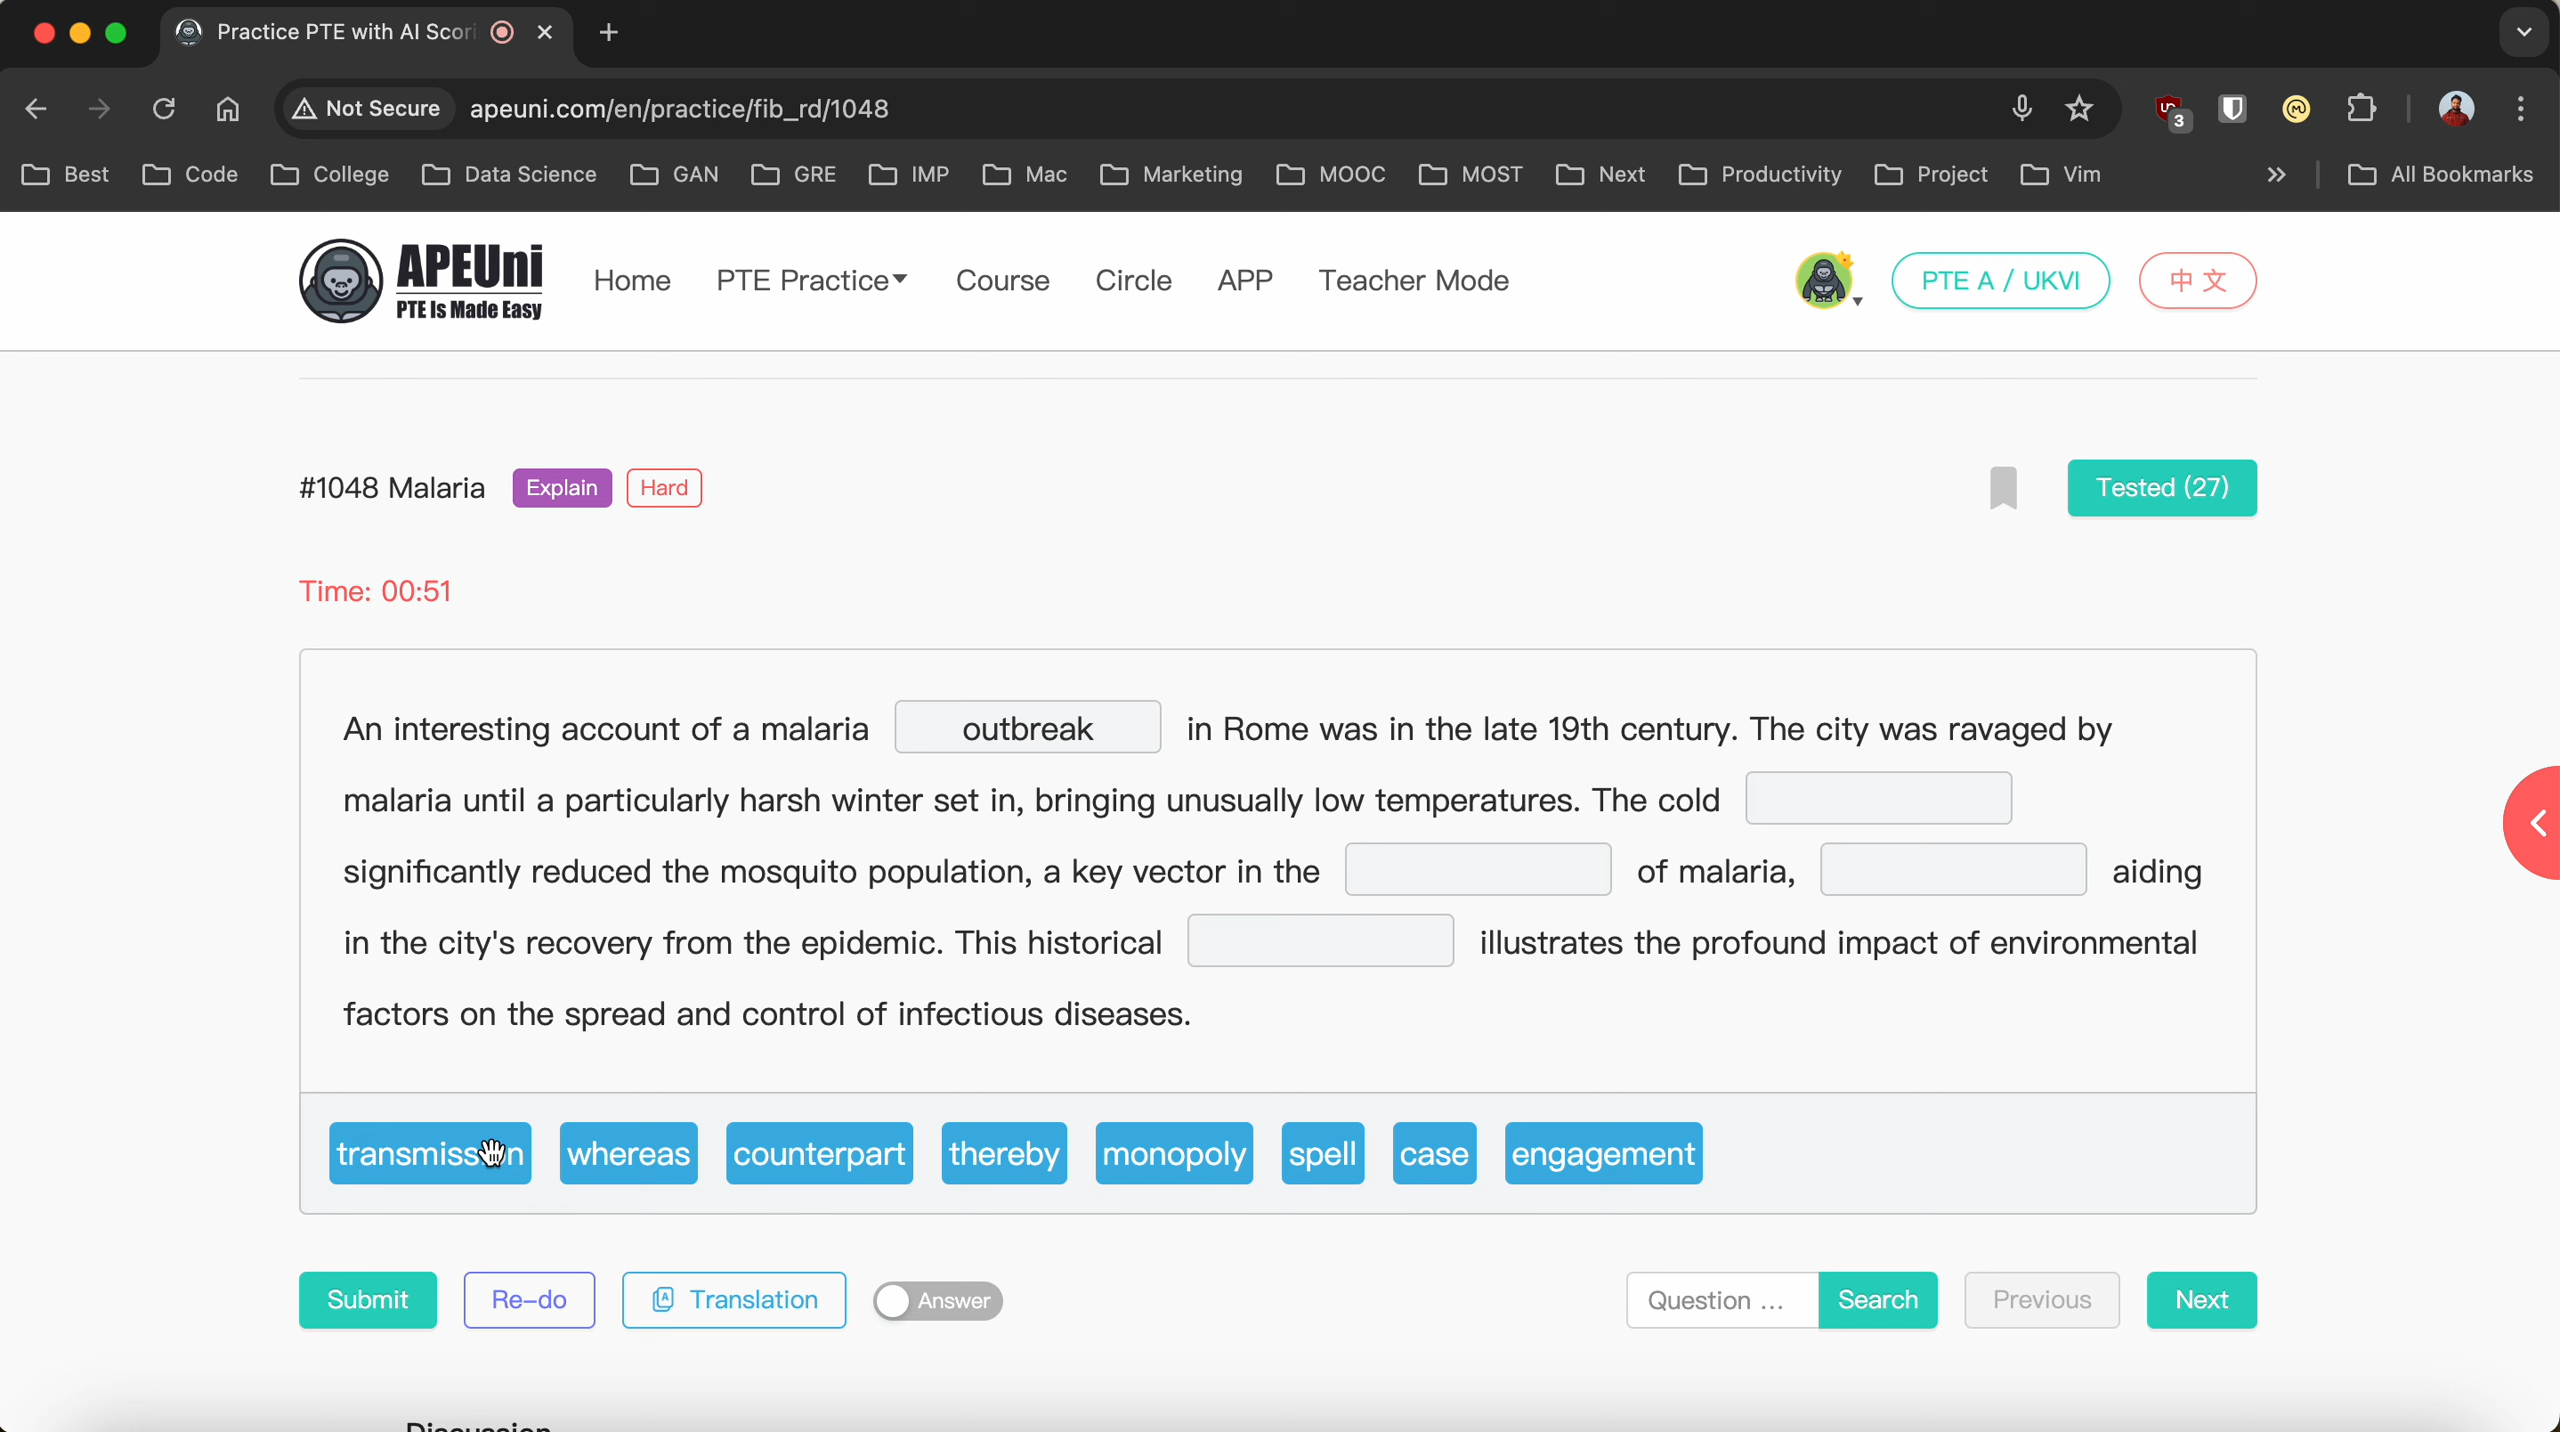 Practice PTE with AI Scori
Not Secure apeuni.com/en/practice/fib_rd/1048
3
Best Code College Data Science GAN GRE IMP Mac Marketing MOOC MOST Next Productivity Project Vim All Bookmarks
APEUni
PTE Is Made Easy
Home PTE Practice Course Circle APP Teacher Mode PTE A / UKVI 中文
#1048 Malaria Explain Hard Tested (27)
Time: 00:51
An interesting account of a malaria outbreak in Rome was in the late 19th century. The city was ravaged by
malaria until a particularly harsh winter set in, bringing unusually low temperatures. The cold
significantly reduced the mosquito population, a key vector in the of malaria, aiding
in the city's recovery from the epidemic. This historical illustrates the profound impact of environmental
factors on the spread and control of infectious diseases.
transmission whereas counterpart thereby monopoly spell case engagement
Submit Re-do Translation Answer Question ... Search Previous Next
Discussion